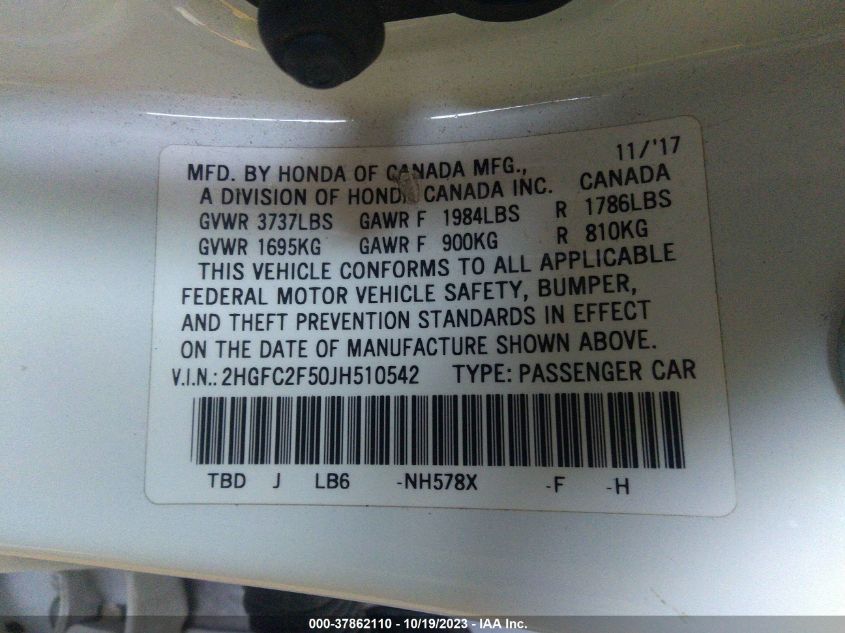 11/'17
MFD. BY HONDA OF CANADA MFG.,
A DIVISION OF HONDA CANADA INC. CANADA
GVWR 3737LBS GAWR F 1984LBS R 1786LBS
GVWR 1695KG GAWR F 900KG R 810KG
THIS VEHICLE CONFORMS TO ALL APPLICABLE
FEDERAL MOTOR VEHICLE SAFETY, BUMPER,
AND THEFT PREVENTION STANDARDS IN EFFECT
ON THE DATE OF MANUFACTURE SHOWN ABOVE.
V.I.N.: 2HGFC2F50JH510542 TYPE: PASSENGER CAR
TBD J LB6 -NH578X -F -H
000-37862110 - 10/19/2023 - IAA Inc.